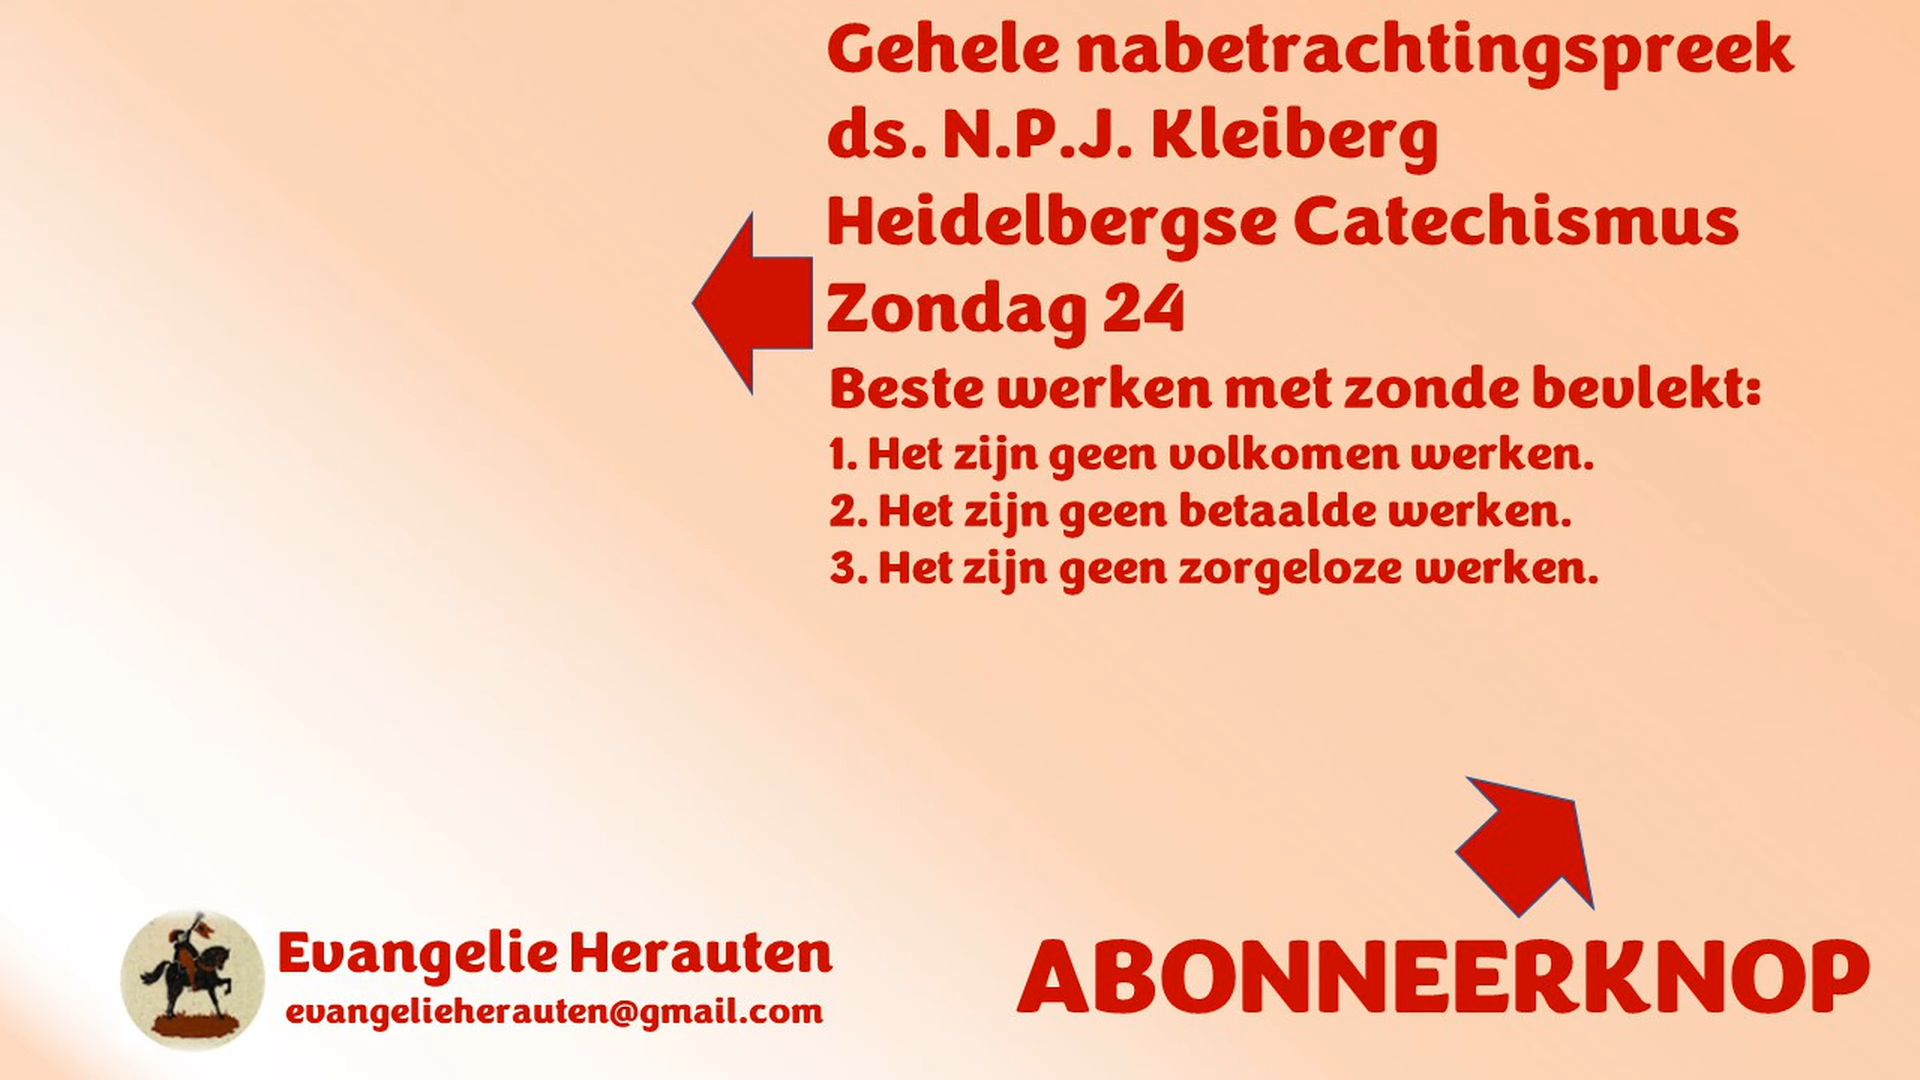 Gehele nabetrachtingspreek
ds. N.P.J. Kleiberg
Heidelbergse Catechismus
Zondag 24
Beste werken met zonde bevlekt:
1. Het zijn geen volkomen werken.
2. Het zijn geen betaalde werken.
3. Het zijn geen zorgeloze werken.
Evangelie Herauten
evangelieherauten@gmail.com
ABONNEERKNOP